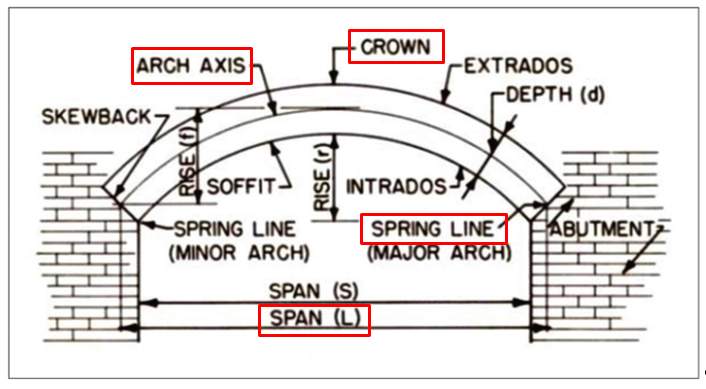 CROWN
ARCH AXIS
EXTRADOS
DEPTH (d)
SKEWBACK
RISE (f)
SOFFIT
RISE (r)
INTRADOS
SPRING LINE
(MINOR ARCH)
SPRING LINE
(MAJOR ARCH)
ABUTMENT
SPAN (S)
SPAN (L)